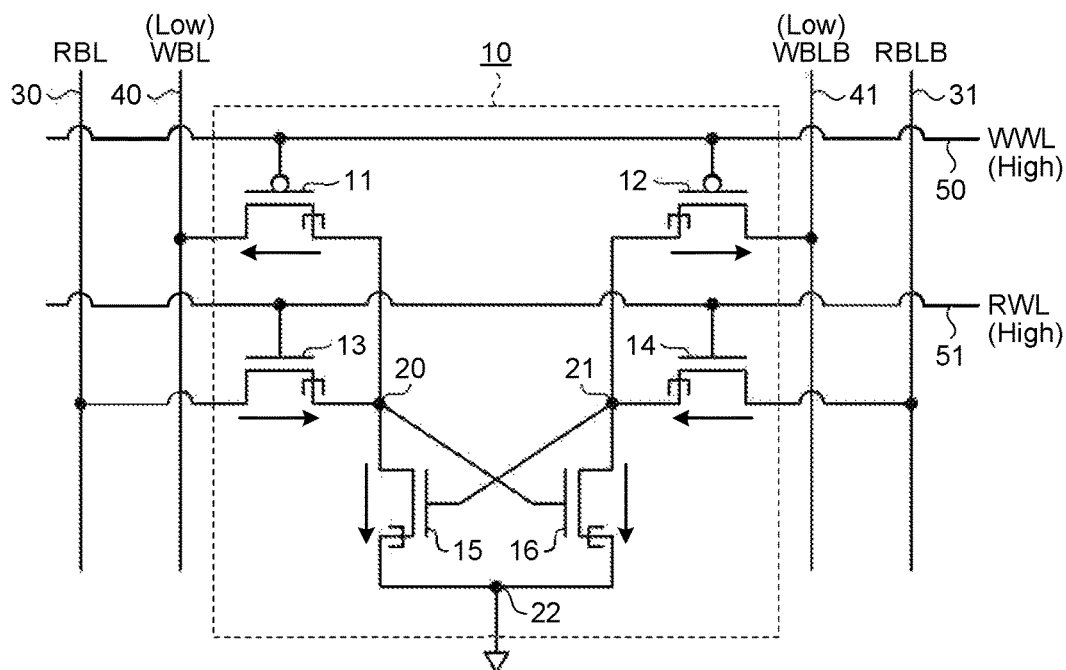 (Low) (Low)
RBL WBL 10 WBLB RBLB
30 40 41 31
WWL
11 12 50 (High)
RWL
13 14 51 (High)
20 21
15 16
22